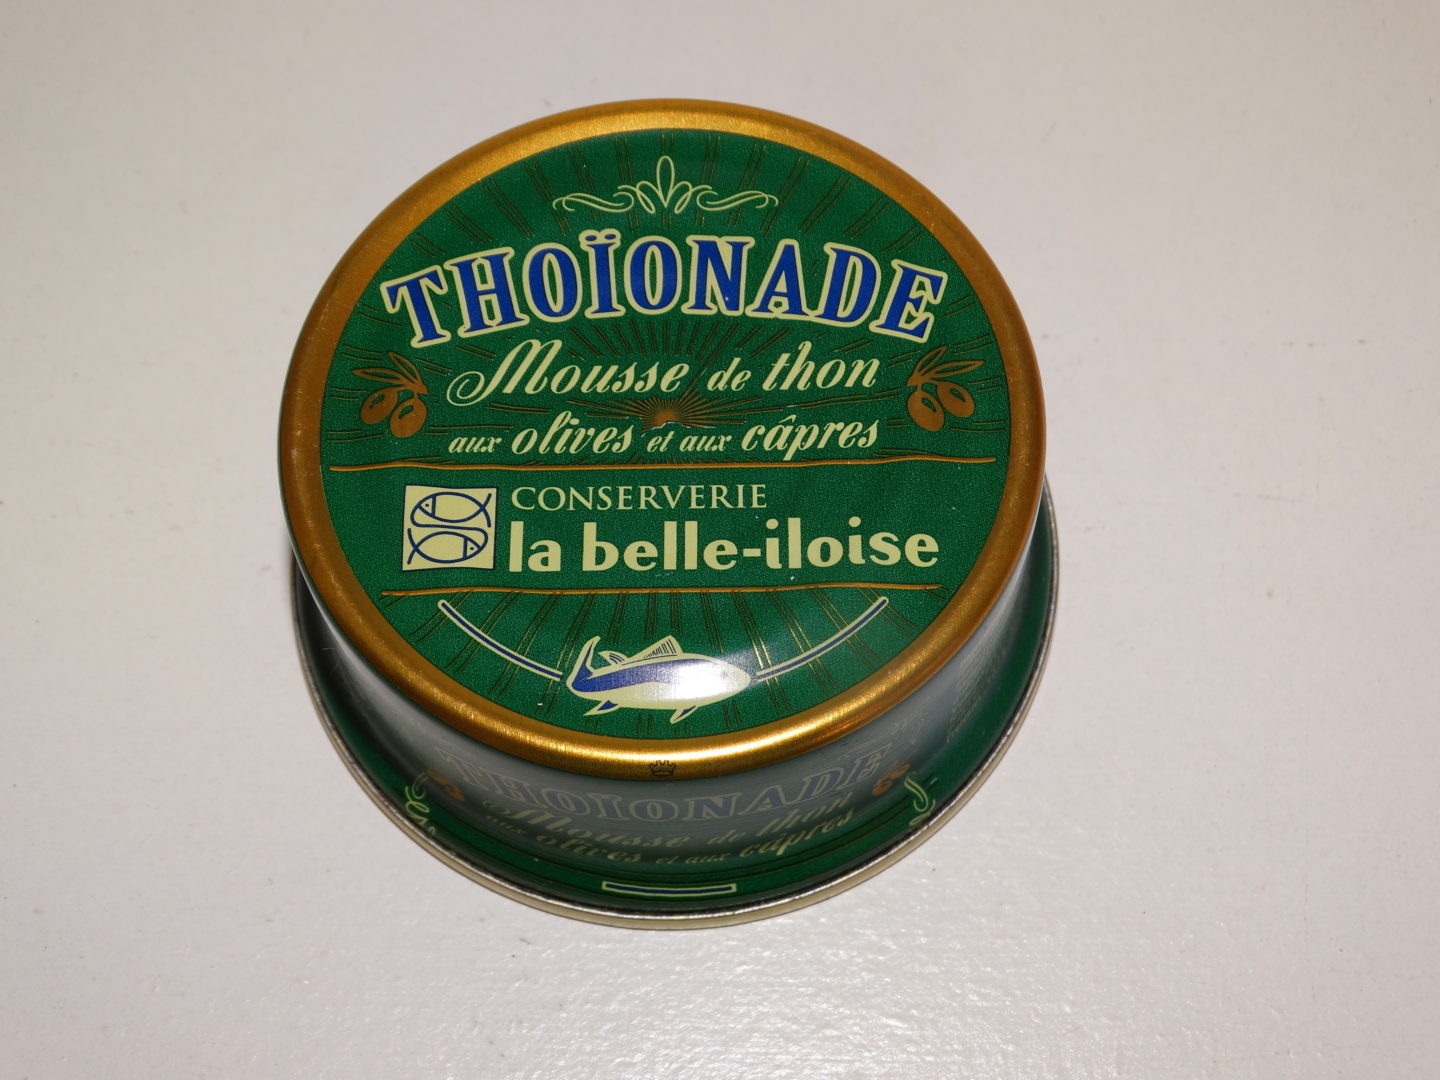 THOÏONADE
Mousse de thon
aux olives et aux câpres
CONSERVERIE
la belle-iloise
THOÏONADE
Mousse de thon
aux olives et aux câpres